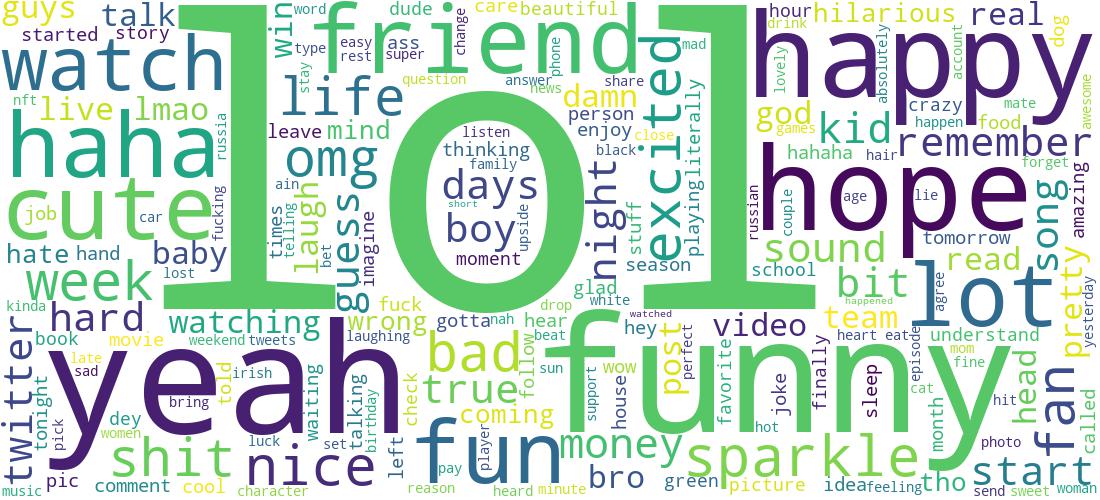 guys
talk
win
word
friend
dude
care
beautiful
lol
hour
drink
hilarious
real
dog
started
story
type
easy
rest
ass
super
change
mad
lovely
absolutely
account
happy
watch
stay
question
answer
phone
share
news
life
damn
excited
literally
playing
nft
live
lmao
russia
leave
mind
person
enjoy
close
black
god
games
kid
crazy
happen
mate
food
awesome
haha
omg
listen
thinking
family
days
short
boy
upside
moment
night
stuff
season
hahaha
hair
remember
forget
cute
job
car
fucking
ain
times
telling
laugh
bet
guess
imagine
glad
white
russian
couple
hope
age
lie
amazing
song
hate
hand
baby
lost
week
school
sound
tomorrow
read
bit
happened
agree
lot
pretty
yesterday
kinda
hard
watching
fuck
wrong
gotta
nah
drop
hear
beat
watched
hey
video
team
heart
eat
understand
twitter
book
movie
weekend
tweets
laughing
bad
true
follow
sun
wow
post
perfect
favorite
joke
finally
sleep
episode
mom
fine
late
sad
yeah
told
irish
bring
waiting
talking
birthday
check
funny
support
house
hot
cat
month
head
hit
fan
called
tonight
pick
dey
women
shit
luck
set
left
nice
coming
fun
player
pay
money
sparkle
photo
start
pic
music
comment
cool
character
reason
heard
minute
bro
green
picture
idea
feeling
tho
send
sweet
woman